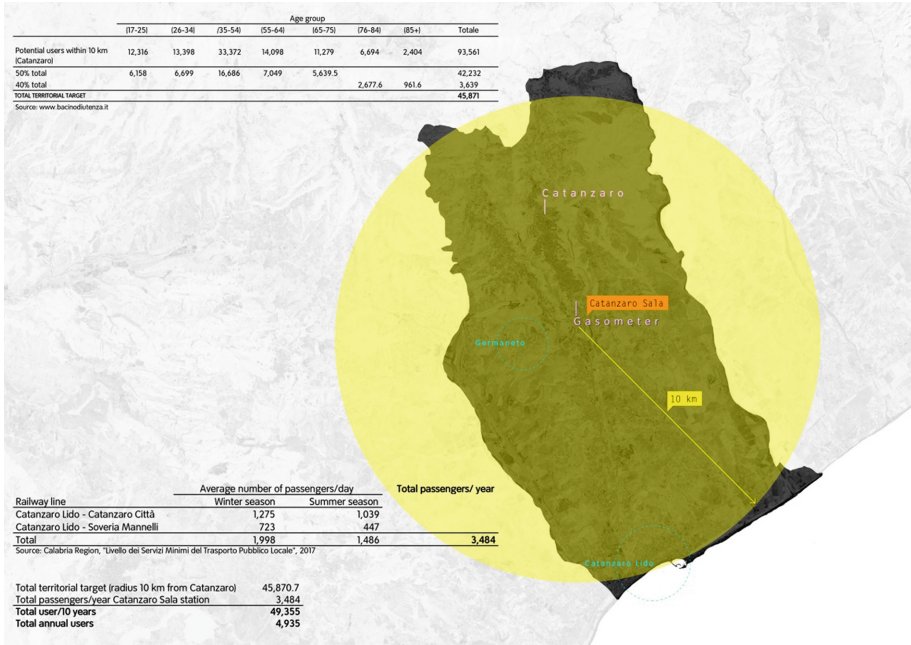 Age group
(17-25) (26-34) /35-54) (55-64) (65-75) (76-84) (85+) Totale
Potential users within 10 km 12,316 13,398 33,372 14,098 11,279 6,694 2,404 93,561
(Catanzaro)
50% total 6,158 6,699 16,686 7,049 5,639.5 42,232
40% total 2,677.6 961.6 3,639
TOTAL TERRITORIAL TARGET 45,871
Source: www.bacinodiutenza.it
Catanzaro
Catanzaro Sala
Gasometer
Germaneto
10 km
Average number of passengers/day Total passengers/ year
Railway line Winter season Summer season
Catanzaro Lido - Catanzaro Città 1,275 1,039
Catanzaro Lido - Soveria Mannelli 723 447
Total 1,998 1,486 3,484
Source: Calabria Region, "Livello dei Servizi Minimi del Trasporto Pubblico Locale", 2017
Catanzaro Lido
Total territorial target (radius 10 km from Catanzaro) 45,870.7
Total passengers/year Catanzaro Sala station 3,484
Total user/10 years 49,355
Total annual users 4,935